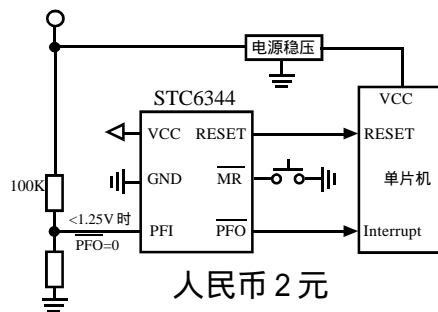 电源稳压
STC6344
VCC
VCC
RESET
RESET
GND
MR
单片机
100K
<1.25V 时
PFI
PFO
Interrupt
PFO=0
人民币 2 元